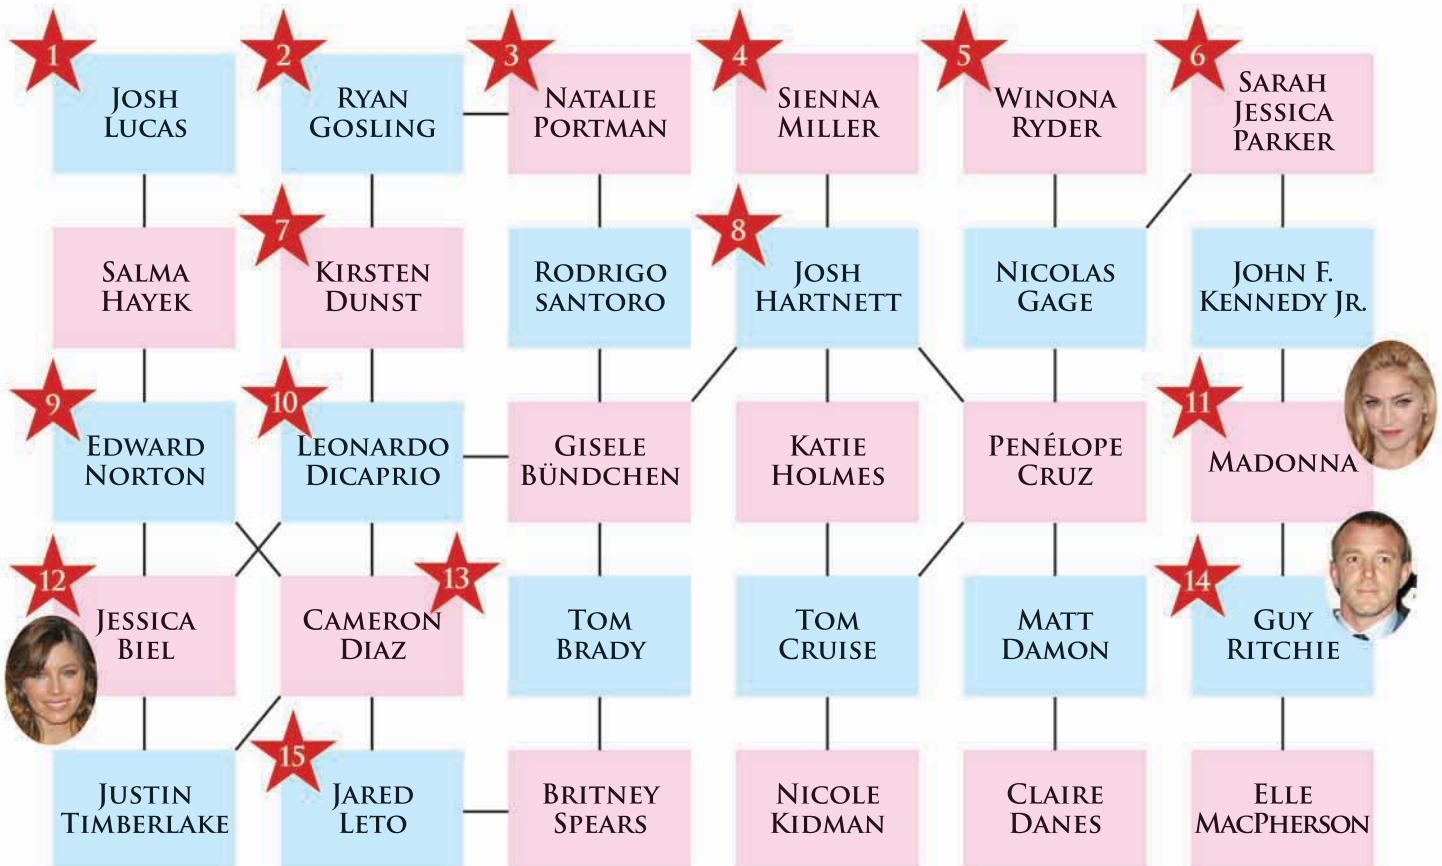 1
JOSH
LUCAS
2
RYAN
GOSLING
3
NATALIE
PORTMAN
4
SIENNA
MILLER
5
WINONA
RYDER
6
SARAH
JESSICA
PARKER
SALMA
HAYEK
7
KIRSTEN
DUNST
RODRIGO
SANTORO
8
JOSH
HARTNETT
NICOLAS
GAGE
JOHN F.
KENNEDY JR.
9
EDWARD
NORTON
10
LEONARDO
DICAPRIO
GISELE
BÜNDCHEN
KATIE
HOLMES
PENÉLOPE
CRUZ
11
MADONNA
12
JESSICA
BIEL
CAMERON
DIAZ
13
TOM
BRADY
TOM
CRUISE
MATT
DAMON
14
GUY
RITCHIE
JUSTIN
TIMBERLAKE
15
JARED
LETO
BRITNEY
SPEARS
NICOLE
KIDMAN
CLAIRE
DANES
ELLE
MACPHERSON